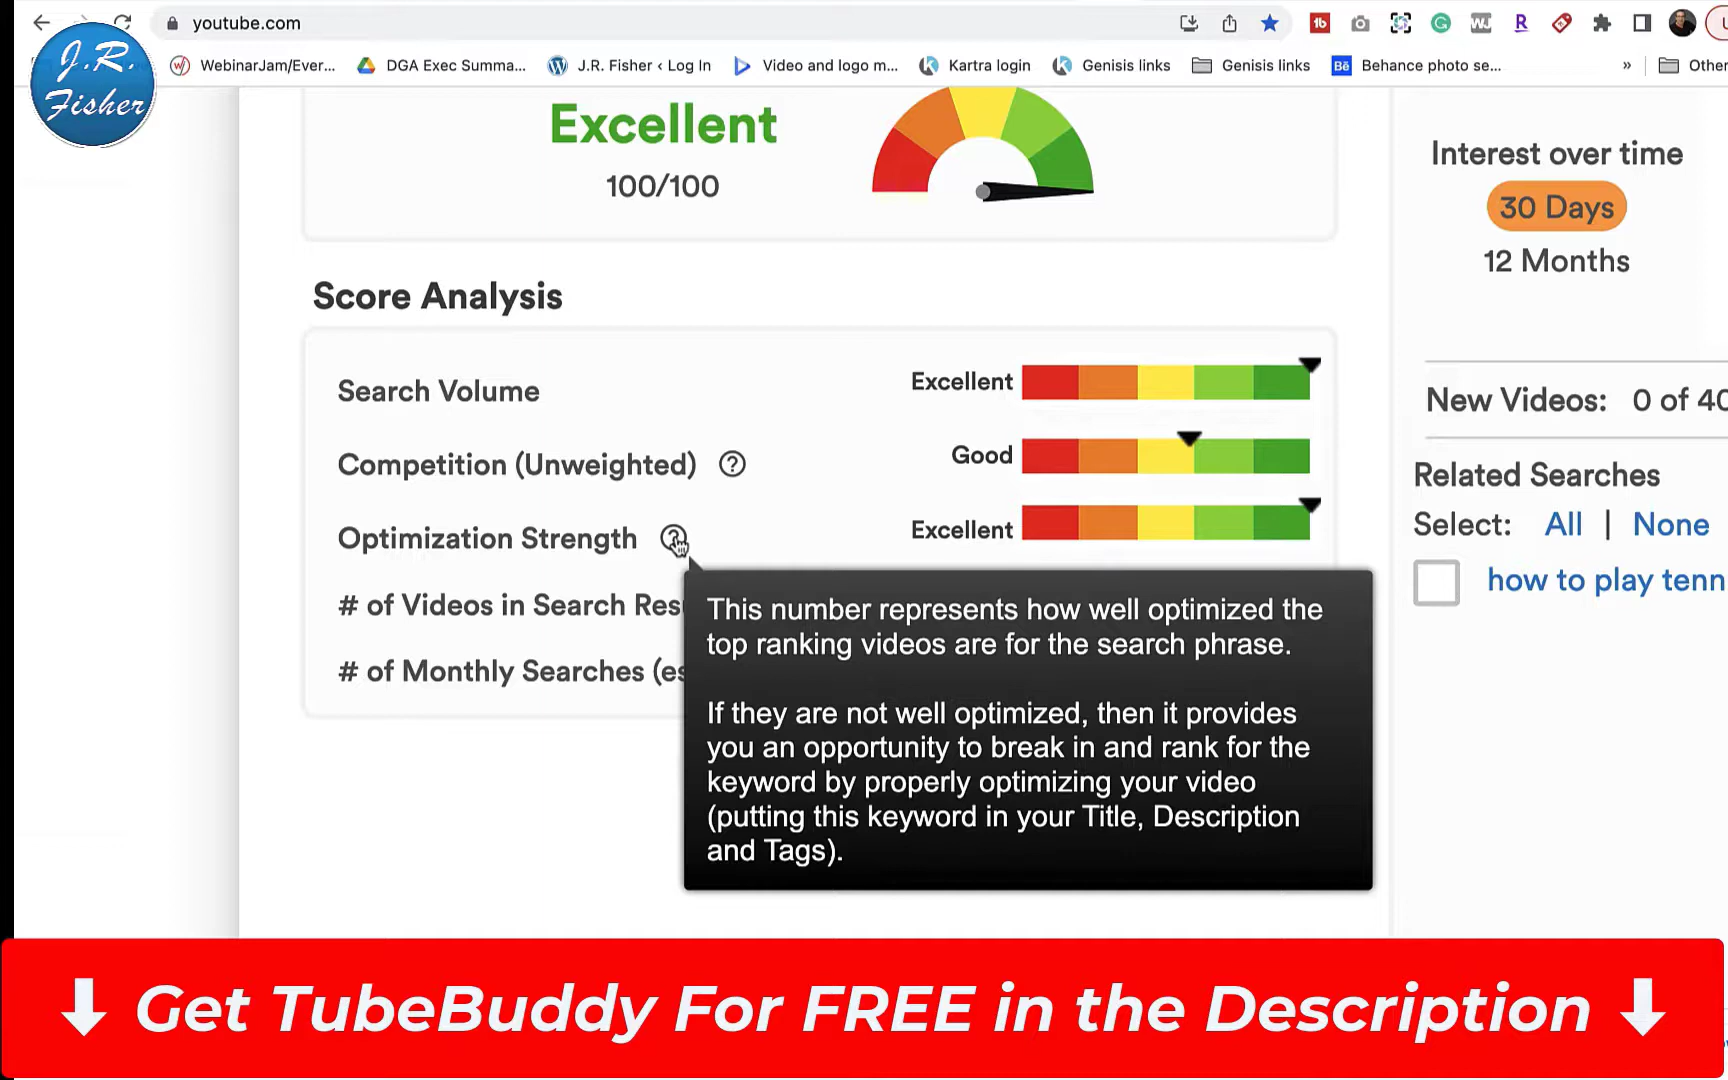 youtube.com
WebinarJam/Ever...
DGA Exec Summa...
J.R. Fisher < Log In
Video and logo m...
Kartra login
Genisis links
Genisis links
Behance photo se...
»
Other
J.R.
Fisher
Excellent
100/100
Interest over time
30 Days
12 Months
Score Analysis
Search Volume
Excellent
Competition (Unweighted) ?
Good
Optimization Strength ?
Excellent
# of Videos in Search Resu
# of Monthly Searches (es
This number represents how well optimized the
top ranking videos are for the search phrase.
If they are not well optimized, then it provides
you an opportunity to break in and rank for the
keyword by properly optimizing your video
(putting this keyword in your Title, Description
and Tags).
New Videos: 0 of 40
Related Searches
Select: All | None
how to play tenn
Get TubeBuddy For FREE in the Description